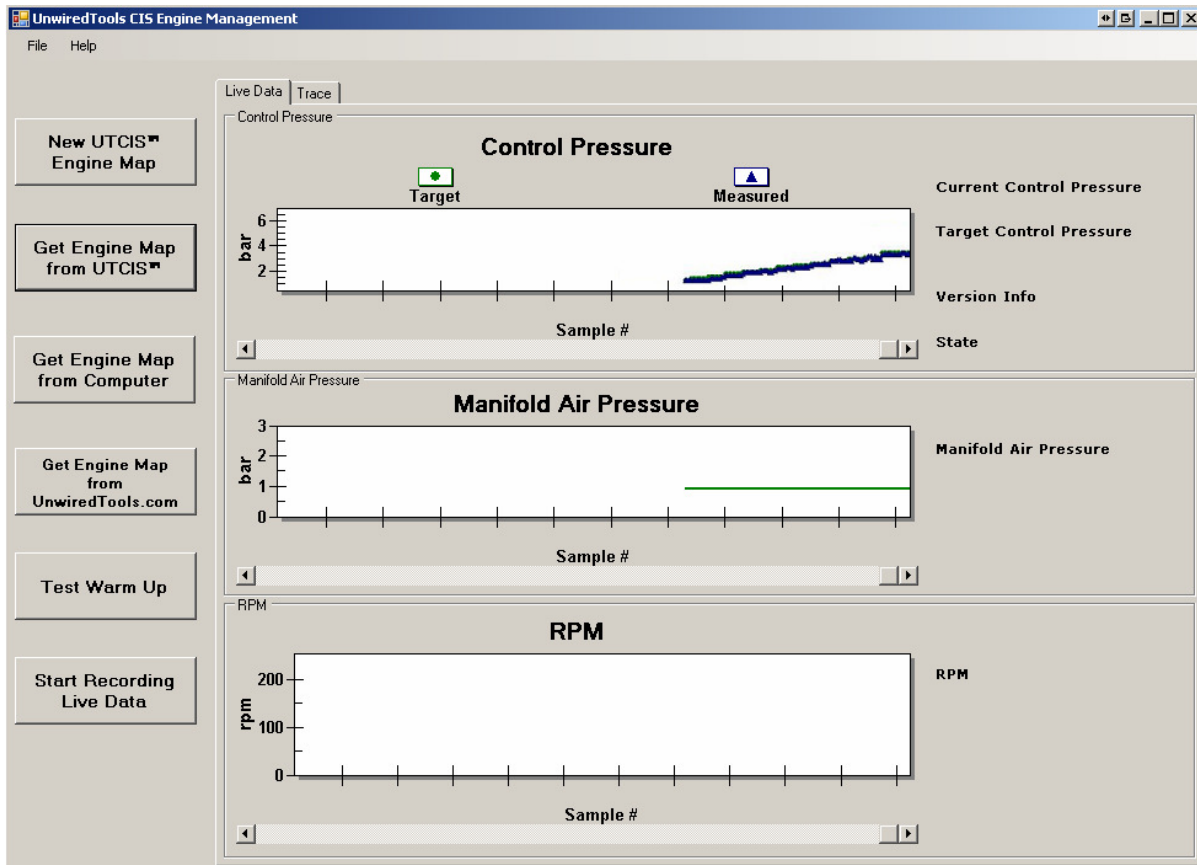 UnwiredTools CIS Engine Management
File Help
New UTCIS™
Engine Map
Get Engine Map
from UTCIS™
Get Engine Map
from Computer
Get Engine Map
from
UnwiredTools.com
Test Warm Up
Start Recording
Live Data
Live Data Trace
Control Pressure
Control Pressure
Target Measured
bar
6
4
2
Sample #
Current Control Pressure
Target Control Pressure
Version Info
State
Manifold Air Pressure
Manifold Air Pressure
bar
3
2
1
0
Sample #
Manifold Air Pressure
RPM
RPM
rpm
200
100
0
Sample #
RPM